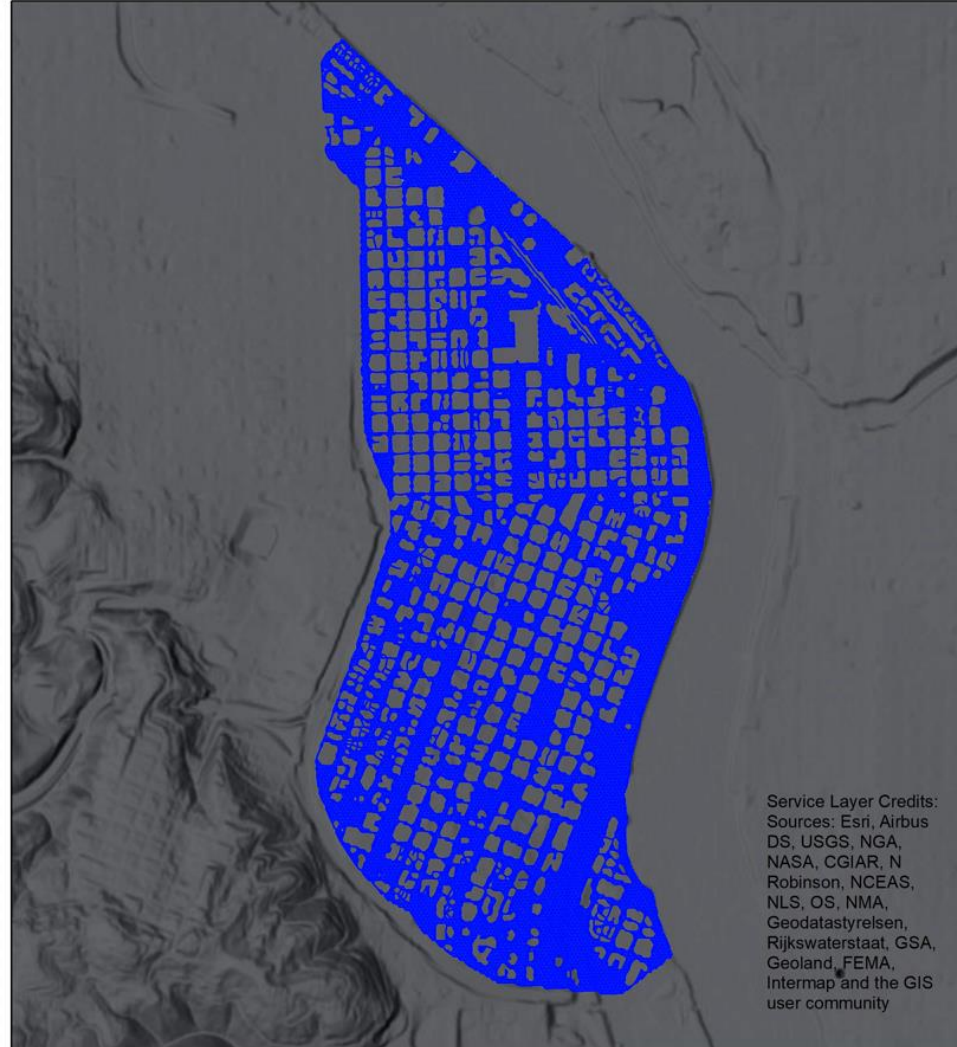 Service Layer Credits:
Sources: Esri, Airbus
DS, USGS, NGA,
NASA, CGIAR, N
Robinson, NCEAS,
NLS, OS, NMA,
Geodatastyrelsen,
Rijkswaterstaat, GSA,
Geoland, FEMA,
Intermap and the GIS
user community